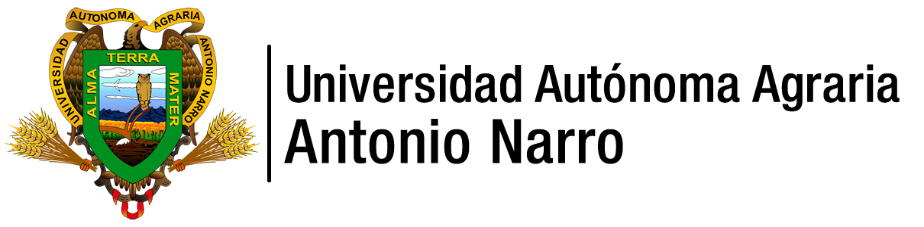 UNIVERSIDAD AUTONOMA AGRARIA ANTONIO NARRO
ALMA TERRA MATER
Universidad Autónoma Agraria
Antonio Narro